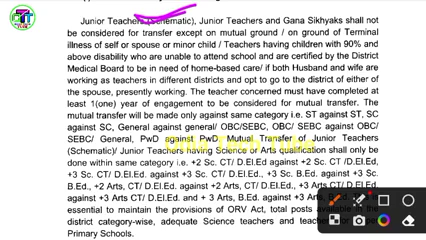 Junior Teachers (Schematic), Junior Teachers and Gana Sikhyaks shall not
be considered for transfer except on mutual ground / on ground of Terminal
illness of self or spouse or minor child / Teachers having children with 90% and
above disability who are unable to attend school and are certified by the District
Medical Board to be in need of home-based care/ if both Husband and wife are
working as teachers in different districts and opt to go to the district of either of
the spouse, presently working. The teacher concerned must have completed at
least 1(one) year of engagement to be considered for mutual transfer. The
mutual transfer will be made only against same category i.e. ST against ST, SC
against SC, General against general/ OBC/SEBC, OBC/ SEBC against OBC/
SEBC/ General, PwD against PwD. Mutual Transfer of Junior Teachers
(Schematic)/ Junior Teachers having Science or Arts qualification shall only be
done within same category i.e. +2 Sc. CT/ D.El.Ed against +2 Sc. CT /D.El.Ed,
+3 Sc. CT/ D.El.Ed against +3 Sc. CT/ D.El.Ed, +3 Sc. B.Ed against +3 Sc.
B.Ed., +2 Arts, CT/ D.El.Ed against +2 Arts, CT/ D.El.Ed., +3 Arts CT/ D.El.Ed
against +3 Arts CT/ D.El.Ed and + 3 Arts, B.Ed against +3 Arts,
essential to maintain the provisions of ORV Act, total posts
district category-wise, adequate Science teachers and
Primary Schools.